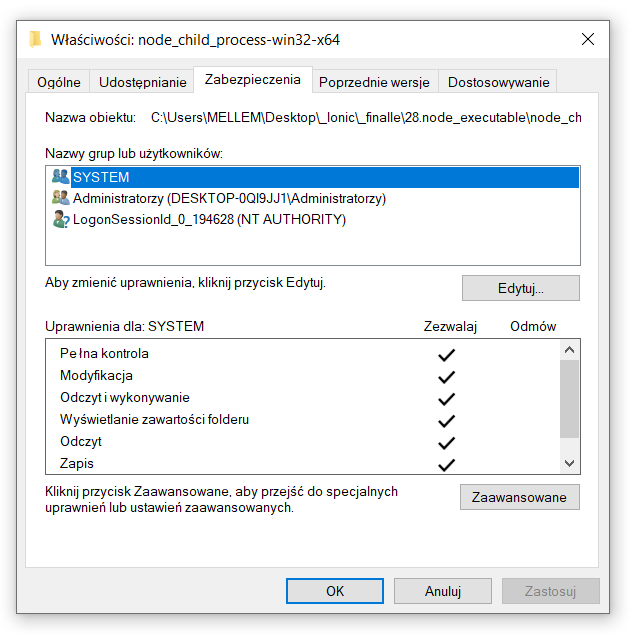 Właściwości: node_child_process-win32-x64
Ogólne Udostępnianie Zabezpieczenia Poprzednie wersje Dostosowywanie
Nazwa obiektu: C:\Users\MELLEM\Desktop\_Ionic\_finalle\28.node_executable\node_ch
Nazwy grup lub użytkowników:
SYSTEM
Administratorzy (DESKTOP-0QI9JJ1\Administratorzy)
LogonSessionId_0_194628 (NT AUTHORITY)
Aby zmienić uprawnienia, kliknij przycisk Edytuj.
Edytuj...
Uprawnienia dla: SYSTEM Zezwalaj Odmów
Pełna kontrola
Modyfikacja
Odczyt i wykonywanie
Wyświetlanie zawartości folderu
Odczyt
Zapis
Kliknij przycisk Zaawansowane, aby przejść do specjalnych
uprawnień lub ustawień zaawansowanych.
Zaawansowane
OK Anuluj Zastosuj